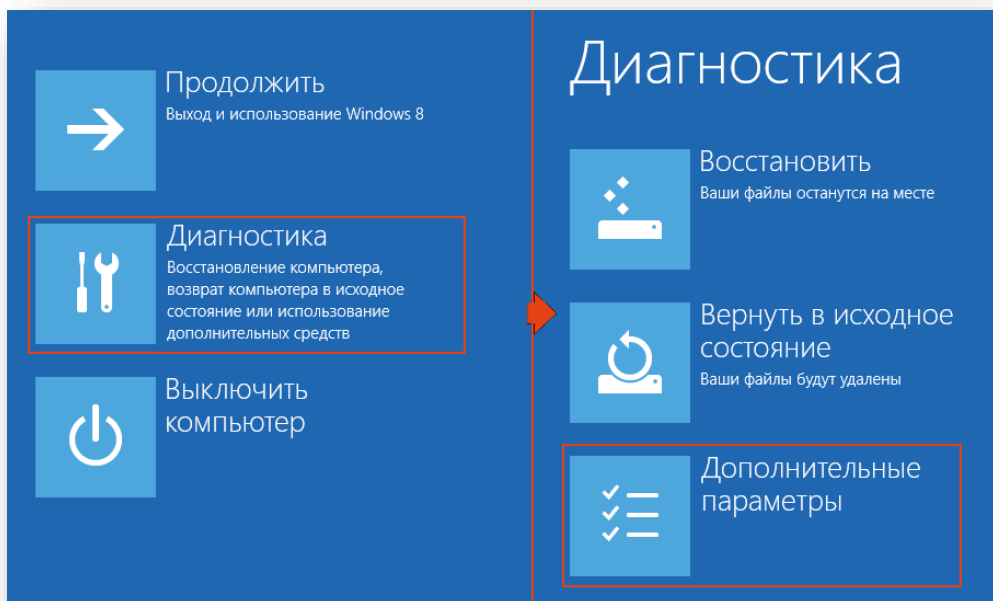 Продолжить
Выход и использование Windows 8
Диагностика
Восстановление компьютера,
возврат компьютера в исходное
состояние или использование
дополнительных средств
Выключить
компьютер
Диагностика
Восстановить
Ваши файлы останутся на месте
Вернуть в исходное
состояние
Ваши файлы будут удалены
Дополнительные
параметры